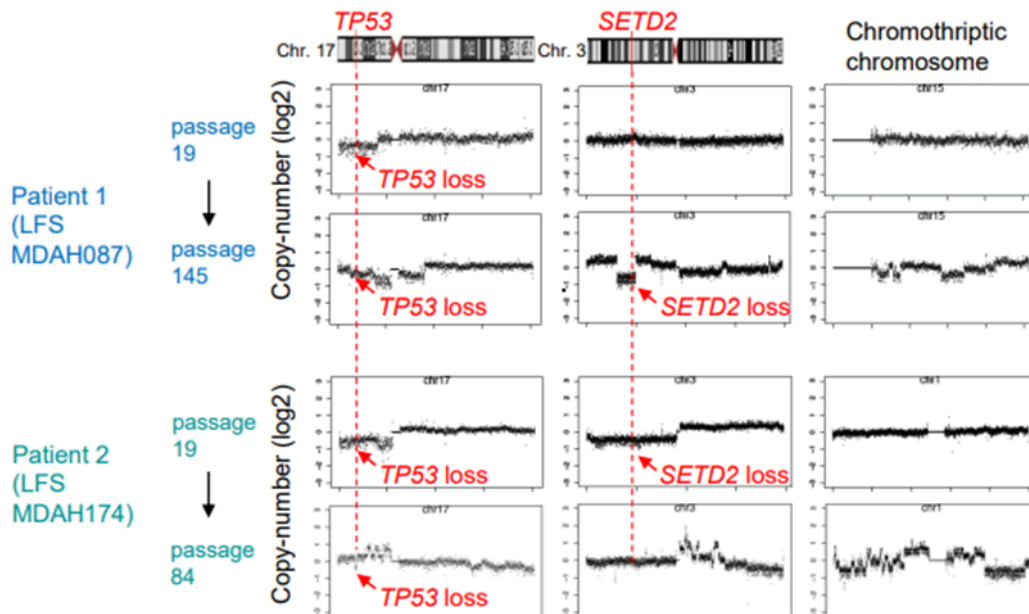 TP53
SETD2
Chr. 17
Chr. 3
Chromothriptic
chromosome
Patient 1
(LFS
MDAH087)
passage
19
passage
145
Copy-number (log2)
chr17
TP53 loss
chr3
chr15
chr17
TP53 loss
chr3
SETD2 loss
chr15
Patient 2
(LFS
MDAH174)
passage
19
passage
84
Copy-number (log2)
chr17
TP53 loss
chr3
SETD2 loss
chr1
chr17
TP53 loss
chr3
chr1